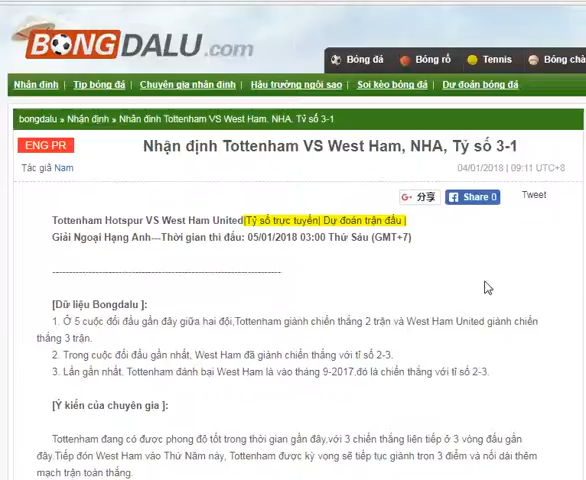 BONGDALU.com
Bóng đá
Bóng rổ
Tennis
Bóng chà
Nhận định | Tip bóng đá | Chuyên gia nhận định | Hậu trường ngôi sao | Soi kèo bóng đá | Dự đoán bóng đá
bongdalu » Nhận định » Nhận định Tottenham VS West Ham, NHA, Tỷ số 3-1
ENG PR
Nhận định Tottenham VS West Ham, NHA, Tỷ số 3-1
Tác giả Nam
04/01/2018 | 09:11 UTC+8
G+ 分享
Share 0
Tweet
Tottenham Hotspur VS West Ham United|Tỷ số trực tuyến| Dự đoán trận đấu |
Giải Ngoại Hạng Anh---Thời gian thi đấu: 05/01/2018 03:00 Thứ Sáu (GMT+7)
--------------------------------------------------------------------
[Dữ liệu Bongdalu ]:
1. Ở 5 cuộc đối đầu gần đây giữa hai đội,Tottenham giành chiến thắng 2 trận và West Ham United giành chiến
thắng 3 trận.
2. Trong cuộc đối đầu gần nhất, West Ham đã giành chiến thắng với tỉ số 2-3.
3. Lần gần nhất. Tottenham đánh bại West Ham là vào tháng 9-2017.đó là chiến thắng với tỉ số 2-3.
[Ý kiến của chuyên gia ]:
Tottenham đang có được phong độ tốt trong thời gian gần đây.với 3 chiến thắng liên tiếp ở 3 vòng đấu gần
đây.Tiếp đón West Ham vào Thứ Năm này, Tottenham được kỳ vọng sẽ tiếp tục giành trọn 3 điểm và nối dài thêm
mạch trận toàn thắng.